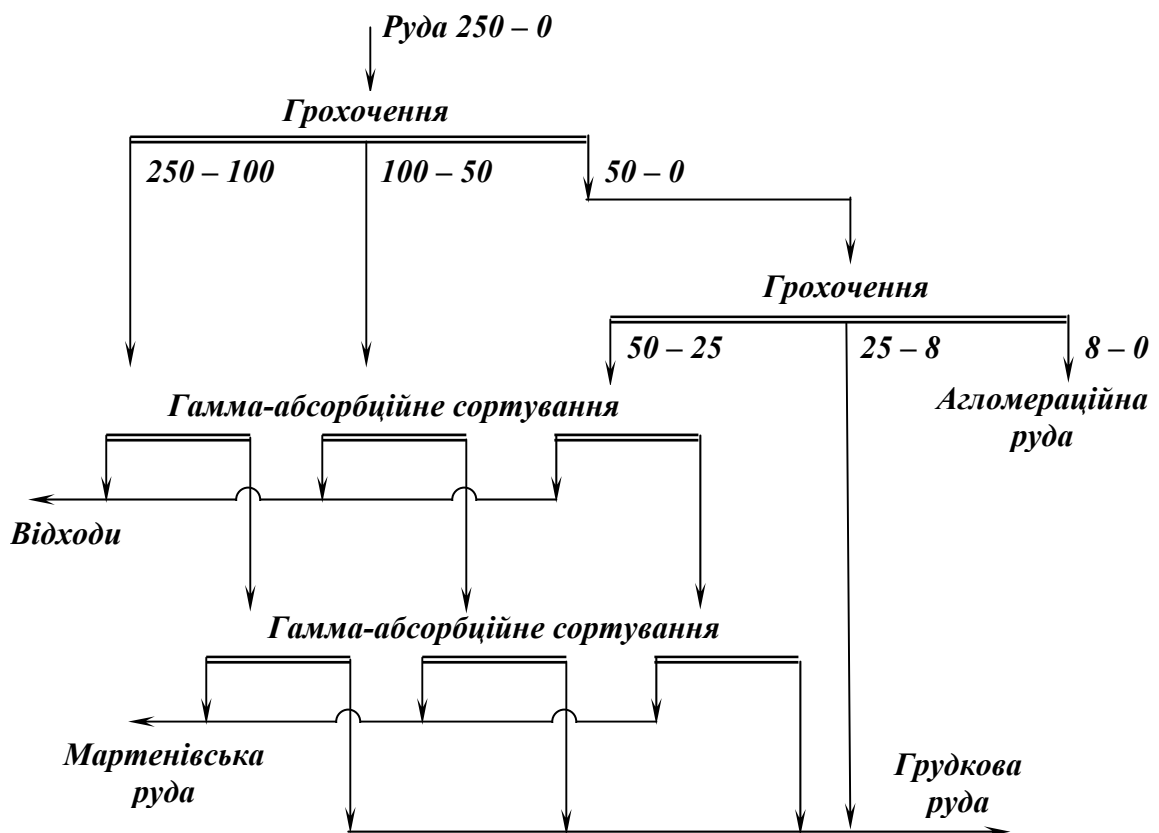 Руда 250 – 0
Грохочення
250 – 100
100 – 50
50 – 0
Грохочення
50 – 25
25 – 8
8 – 0
Гамма-абсорбційне сортування
Агломераційна
руда
Відходи
Гамма-абсорбційне сортування
Мартенівська
руда
Грудкова
руда